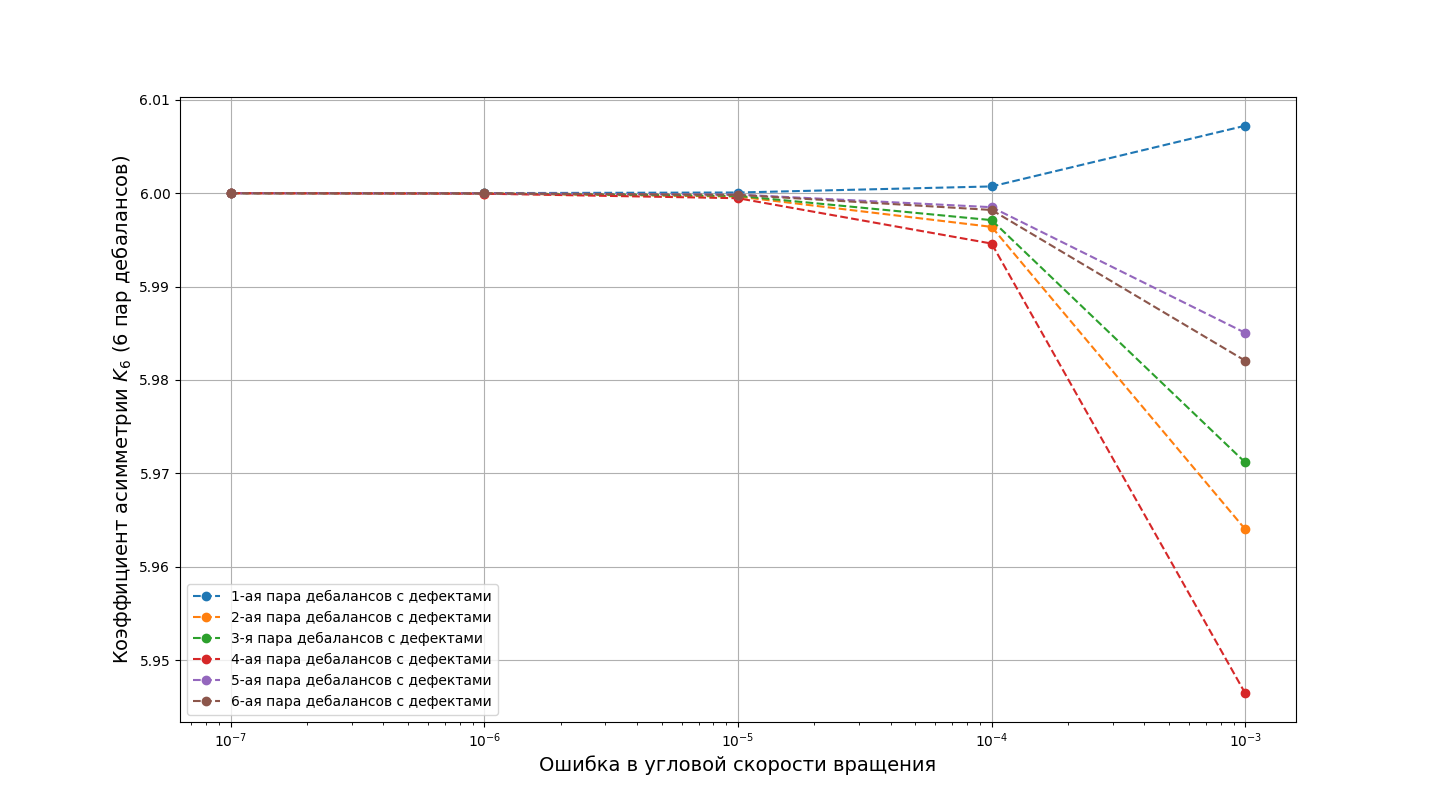 Коэффициент асимметрии K₆ (6 пар дебалансов)
6.01
6.00
5.99
5.98
5.97
5.96
5.95
1-ая пара дебалансов с дефектами
2-ая пара дебалансов с дефектами
3-я пара дебалансов с дефектами
4-ая пара дебалансов с дефектами
5-ая пара дебалансов с дефектами
6-ая пара дебалансов с дефектами
10⁻⁷ 10⁻⁶ 10⁻⁵ 10⁻⁴ 10⁻³
Ошибка в угловой скорости вращения